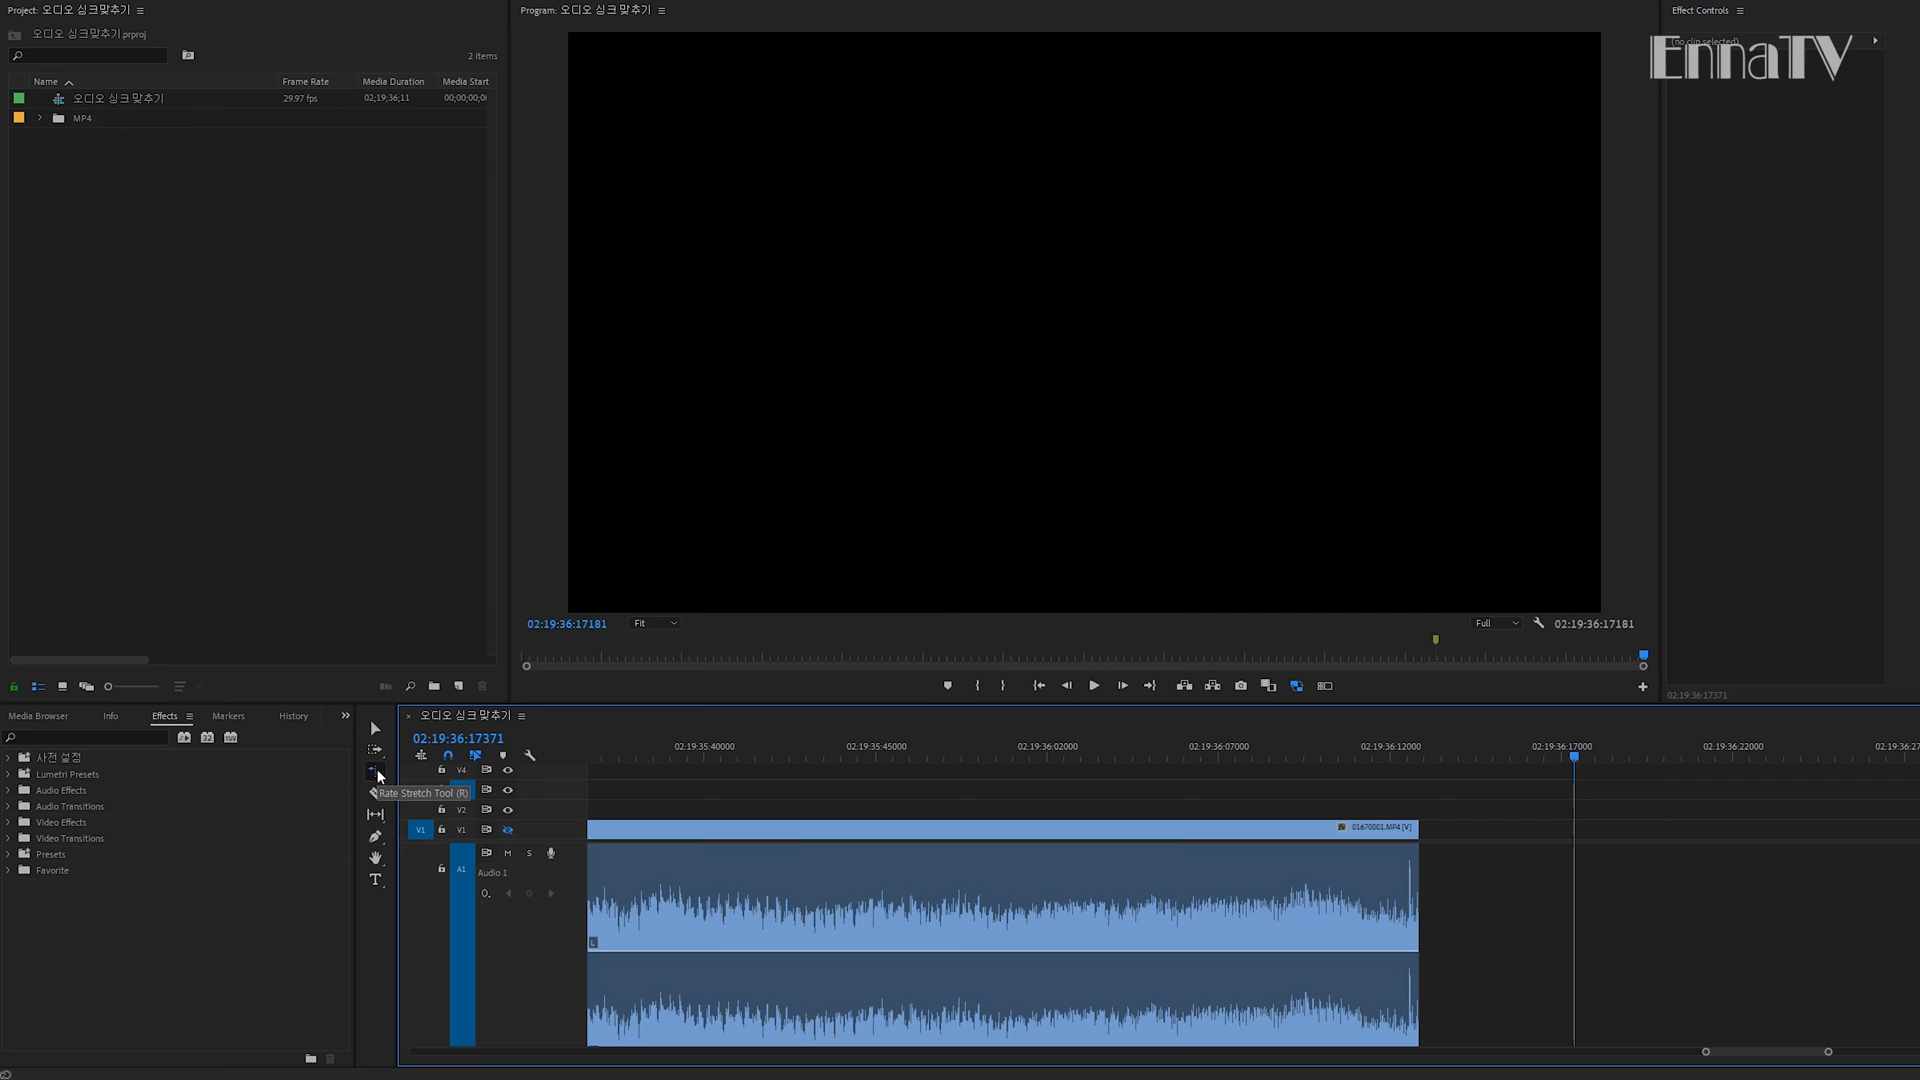 Project: 오디오 싱크맞추기
Program: 오디오 싱크 맞추기
Effect Controls
오디오 싱크맞추기.prproj
(no clip selected)
EnnaTV
2 Items
Name
Frame Rate
Media Duration
Media Start
오디오 싱크 맞추기
29.97 fps
02;19;36;11
00;00;00;0
MP4
02:19:36:17181
Fit
Full
02:19:36:17181
02:19:36:17371
Media Browser
Info
Effects
Markers
History
오디오 싱크 맞추기
02:19:36:17371
02:19:35:40000
02:19:35:45000
02:19:36:02000
02:19:36:07000
02:19:36:12000
02:19:36:17000
02:19:36:22000
02:19:36:27
사전 설정
Lumetri Presets
Audio Effects
Audio Transitions
Video Effects
Video Transitions
Presets
Favorite
Rate Stretch Tool (R)
V4
V2
V1
V1
01670001.MP4 [V]
M
S
A1
Audio 1
L
T